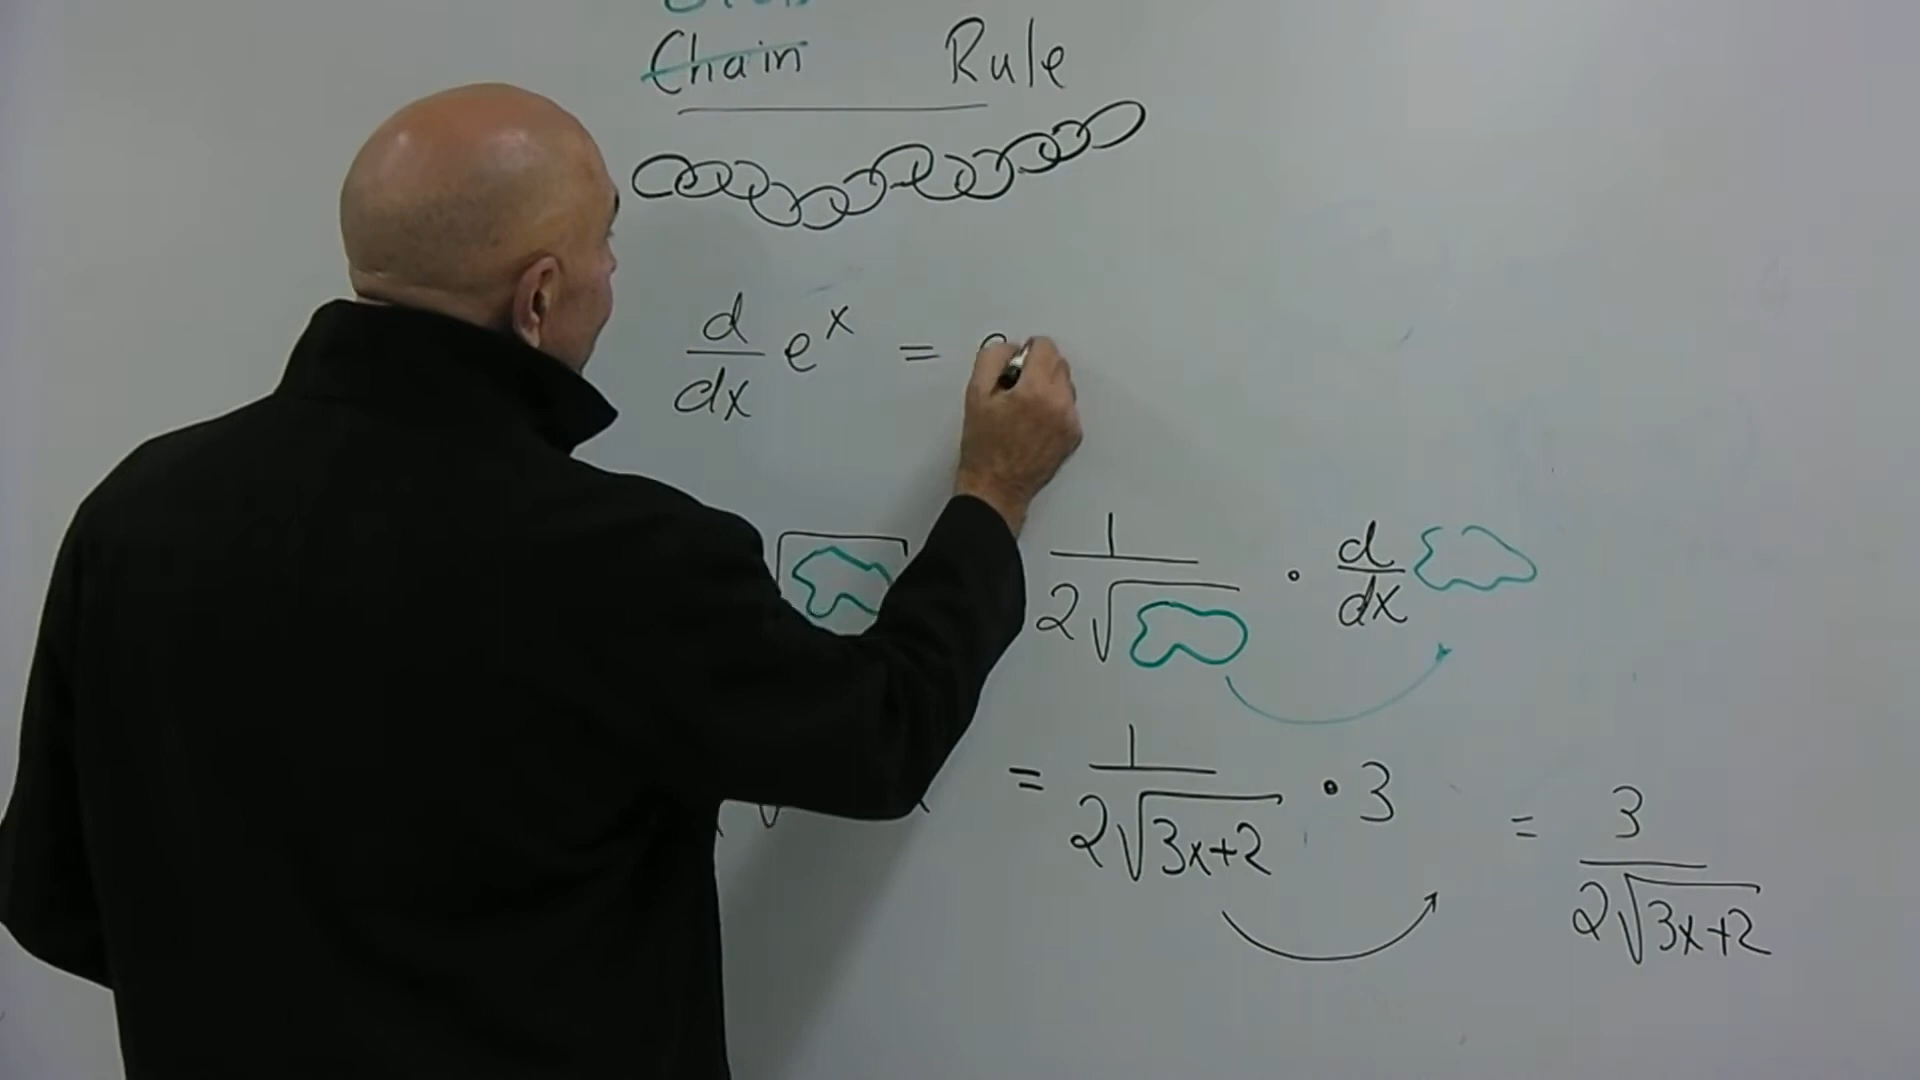 Chain Rule
d/dx e^x =
1/(2√) · d/dx
= 1/(2√(3x+2)) · 3 = 3/(2√(3x+2))